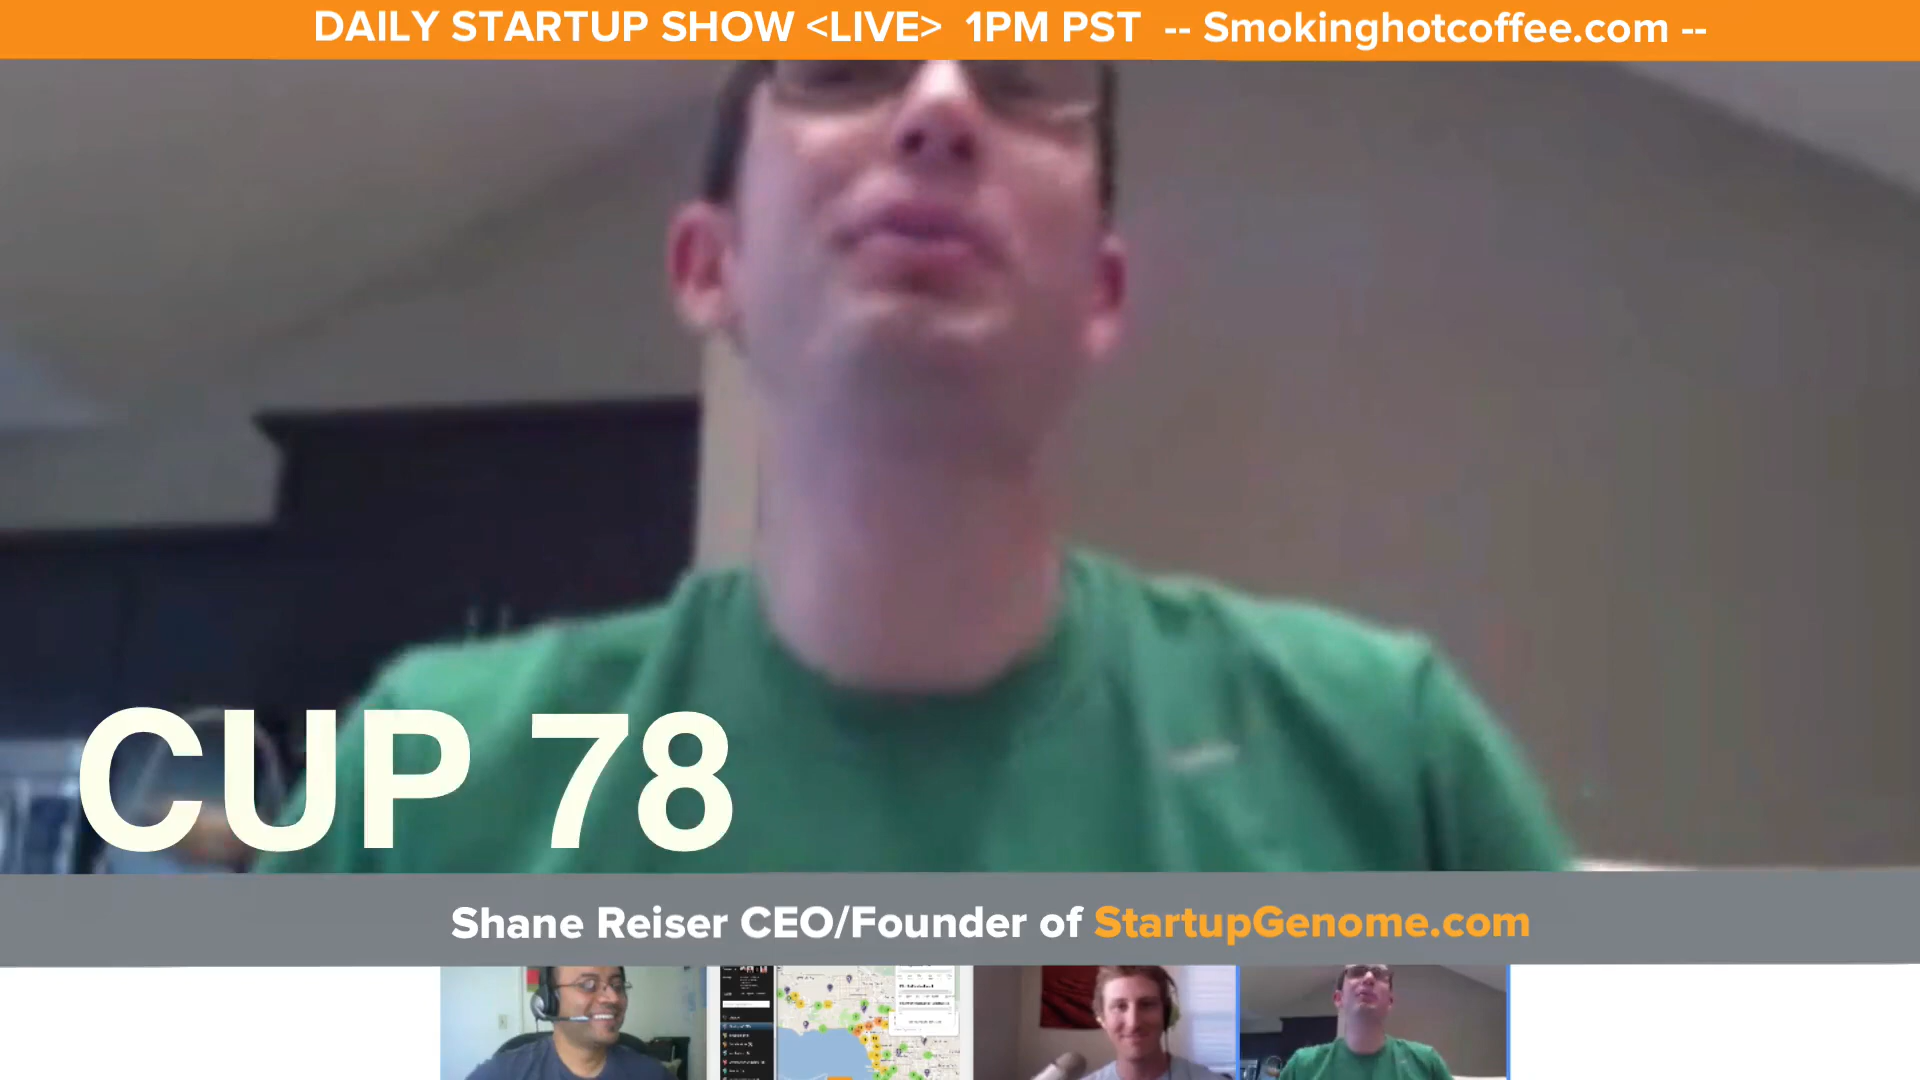 DAILY STARTUP SHOW <LIVE> 1PM PST -- Smokinghotcoffee.com --
CUP 78
Shane Reiser CEO/Founder of StartupGenome.com